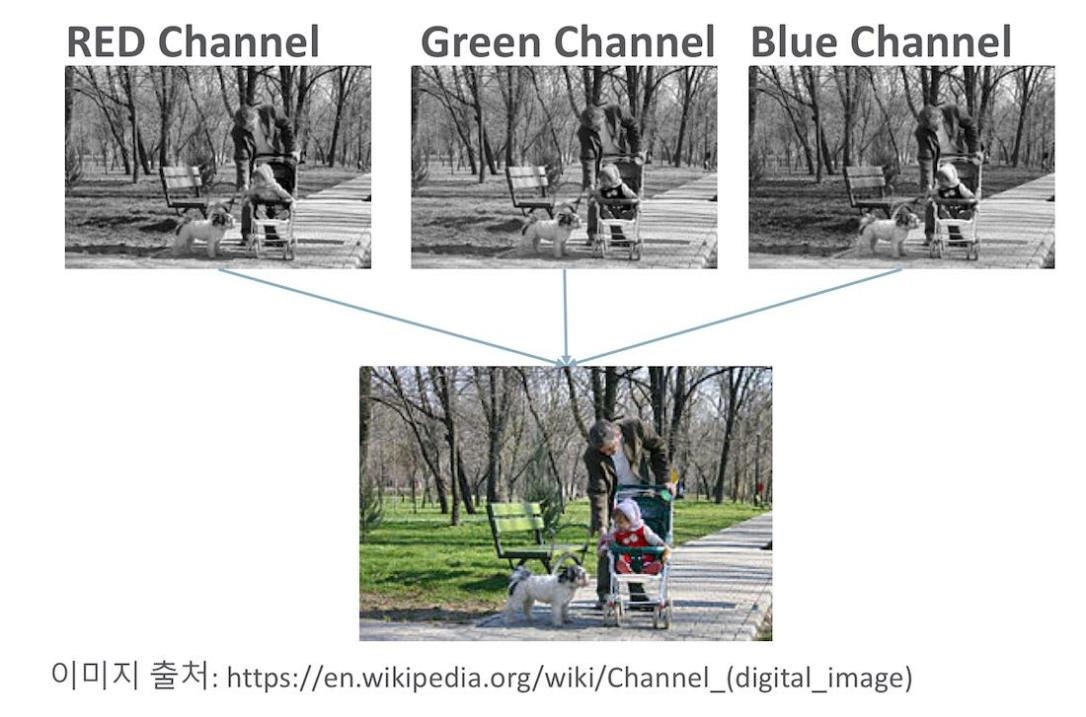 RED Channel Green Channel Blue Channel
이미지 출처: https://en.wikipedia.org/wiki/Channel_(digital_image)